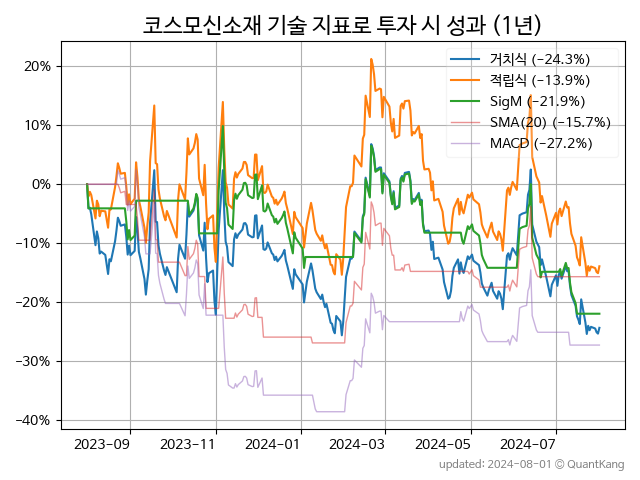 코스모신소재 기술 지표로 투자 시 성과 (1년)
거치식 (−24.3%)
적립식 (−13.9%)
SigM (−21.9%)
SMA(20) (−15.7%)
MACD (−27.2%)
20%
10%
0%
−10%
−20%
−30%
−40%
2023-09
2023-11
2024-01
2024-03
2024-05
2024-07
updated: 2024-08-01 © QuantKang